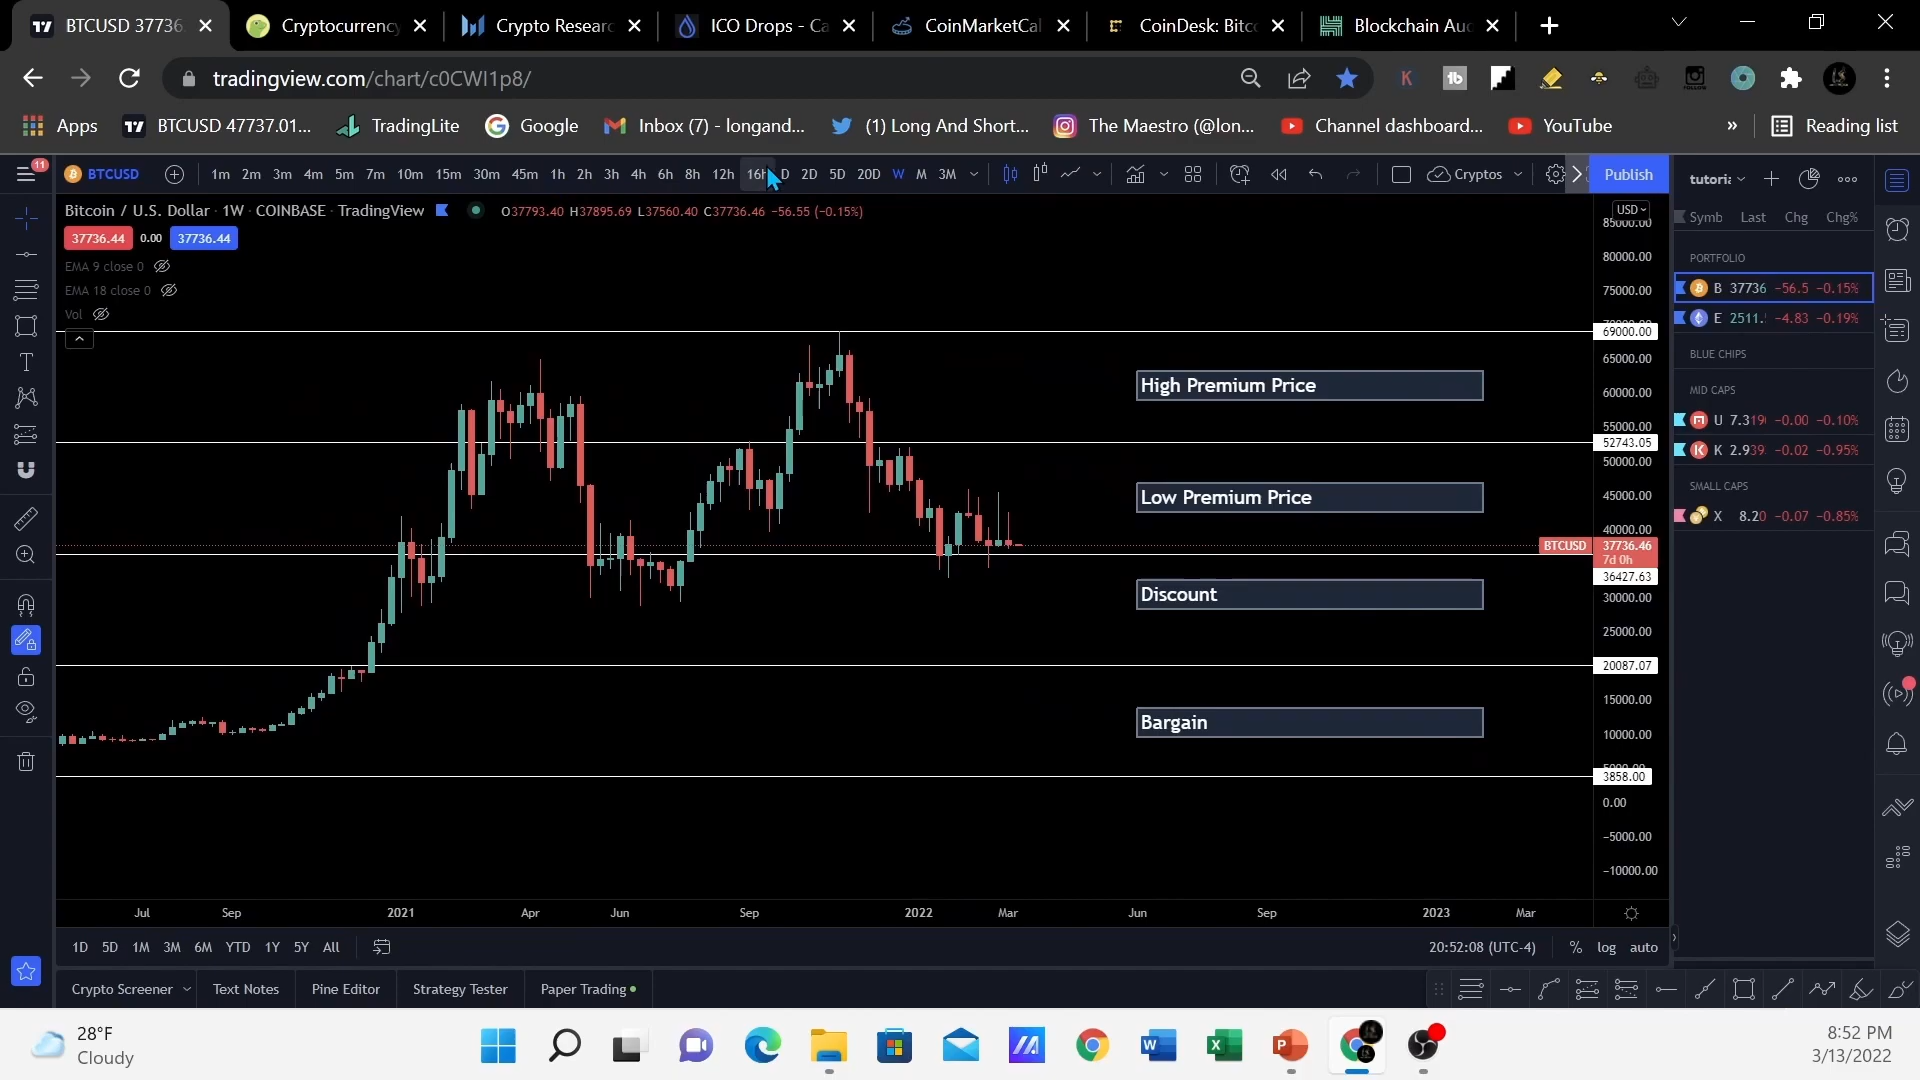 BTCUSD 37736.
Cryptocurrency
Crypto Researc
ICO Drops - Ca
CoinMarketCal
CoinDesk: Bitc
Blockchain Auc
tradingview.com/chart/c0CWI1p8/
Apps
BTCUSD 47737.01...
TradingLite
Google
Inbox (7) - longand...
(1) Long And Short...
The Maestro (@lon...
Channel dashboard...
YouTube
»
Reading list
11
BTCUSD
1m 2m 3m 4m 5m 7m 10m 15m 30m 45m 1h 2h 3h 4h 6h 8h 12h 16h D 2D 5D 20D W M 3M
Cryptos
Publish
tutoria
Bitcoin / U.S. Dollar · 1W · COINBASE · TradingView
O37793.40 H37895.69 L37560.40 C37736.46 −56.55 (−0.15%)
USD
Symb Last Chg Chg%
37736.44 0.00 37736.44
EMA 9 close 0
EMA 18 close 0
Vol
PORTFOLIO
B 37736 −56.5 −0.15%
E 2511. −4.83 −0.19%
BLUE CHIPS
MID CAPS
U 7.319 −0.00 −0.10%
K 2.939 −0.02 −0.95%
SMALL CAPS
X 8.20 −0.07 −0.85%
High Premium Price
Low Premium Price
Discount
Bargain
85000.00
80000.00
75000.00
69000.00
65000.00
60000.00
55000.00
52743.05
50000.00
45000.00
40000.00
BTCUSD 37736.46
7d 0h
36427.63
30000.00
25000.00
20087.07
15000.00
10000.00
3858.00
0.00
−5000.00
−10000.00
Jul Sep 2021 Apr Jun Sep 2022 Mar Jun Sep 2023 Mar
1D 5D 1M 3M 6M YTD 1Y 5Y All
20:52:08 (UTC-4)
% log auto
Crypto Screener
Text Notes
Pine Editor
Strategy Tester
Paper Trading
28°F
Cloudy
8:52 PM
3/13/2022